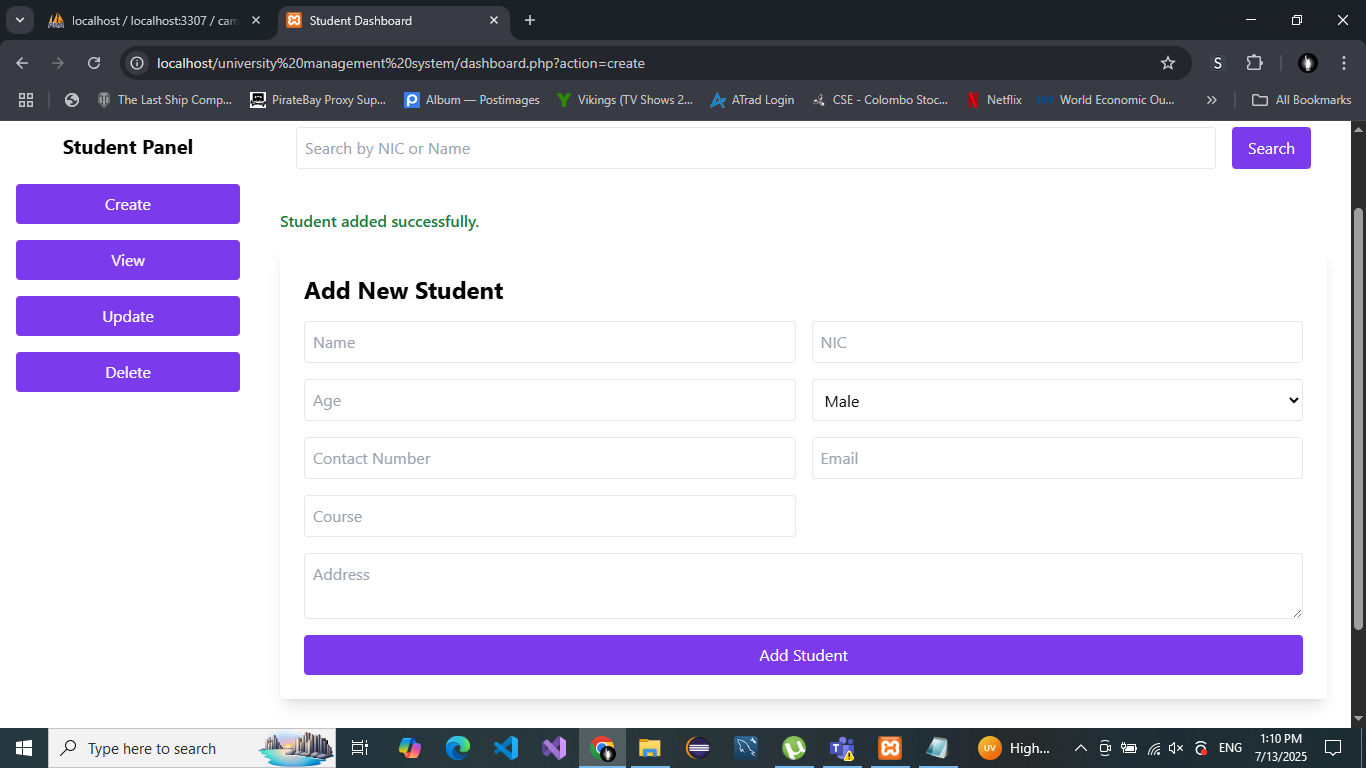 localhost / localhost:3307 / cam
Student Dashboard
localhost/university%20management%20system/dashboard.php?action=create
S
The Last Ship Comp...
PirateBay Proxy Sup...
Album — Postimages
Vikings (TV Shows 2...
ATrad Login
CSE - Colombo Stoc...
Netflix
World Economic Ou...
All Bookmarks
Student Panel
Search by NIC or Name
Search
Create
View
Update
Delete
Student added successfully.
Add New Student
Name
NIC
Age
Male
Contact Number
Email
Course
Address
Add Student
Type here to search
UV
High...
ENG
1:10 PM
7/13/2025